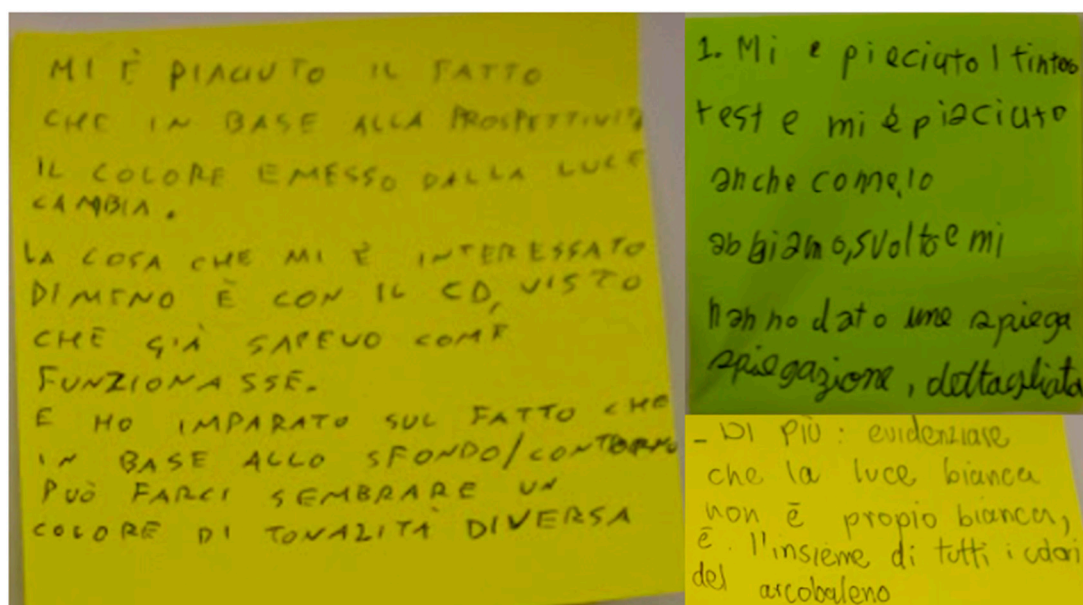 MI È PIACIUTO IL FATTO
CHE IN BASE ALLA PROSPETTIVITÀ
IL COLORE EMESSO DALLA LUCE
CAMBIA.
LA COSA CHE MI È INTERESSATO
DI MENO È CON IL CD, VISTO
CHE GIÀ SAPEVO COME
FUNZIONASSE.
E HO IMPARATO SUL FATTO CHE
IN BASE ALLO SFONDO/CONTORNO
PUÒ FARCI SEMBRARE UN
COLORE DI TONALITÀ DIVERSA
1. Mi e piaciuto l tintos
test e mi è piaciuto
anche come, lo
abbiamo, svolto e mi
hanno dato una spiega
spiegazione, dettagliata
- DI PIÙ: evidenziare
che la luce bianca
non è propio bianca,
è l'insieme di tutti i colori
del arcobaleno